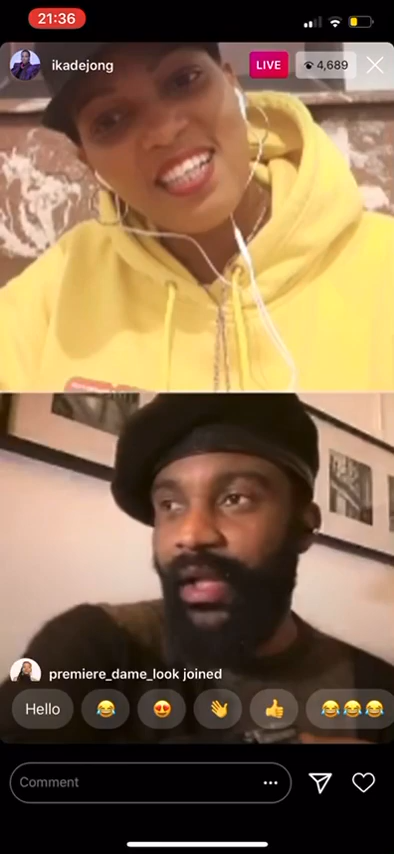 21:36
ikadejong
LIVE
4,689
premiere_dame_look joined
Hello
Comment